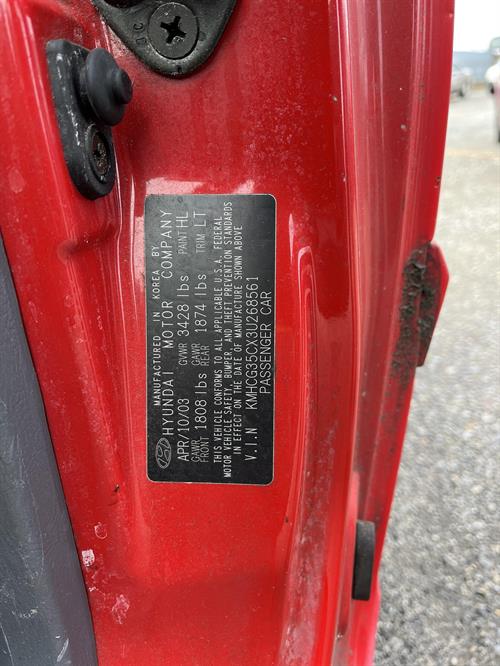 MANUFACTURED IN KOREA BY
HYUNDAI MOTOR COMPANY
APR/10/03 GVWR 3428 lbs PAINT HL
GAWR FRONT 1808 lbs GAWR REAR 1874 lbs TRIM LT
THIS VEHICLE CONFORMS TO ALL APPLICABLE U.S.A. FEDERAL
MOTOR VEHICLE SAFETY, BUMPER, AND THEFT PREVENTION STANDARDS
IN EFFECT ON THE DATE OF MANUFACTURE SHOWN ABOVE
V.I.N KMHCG35CX3U268561
PASSENGER CAR